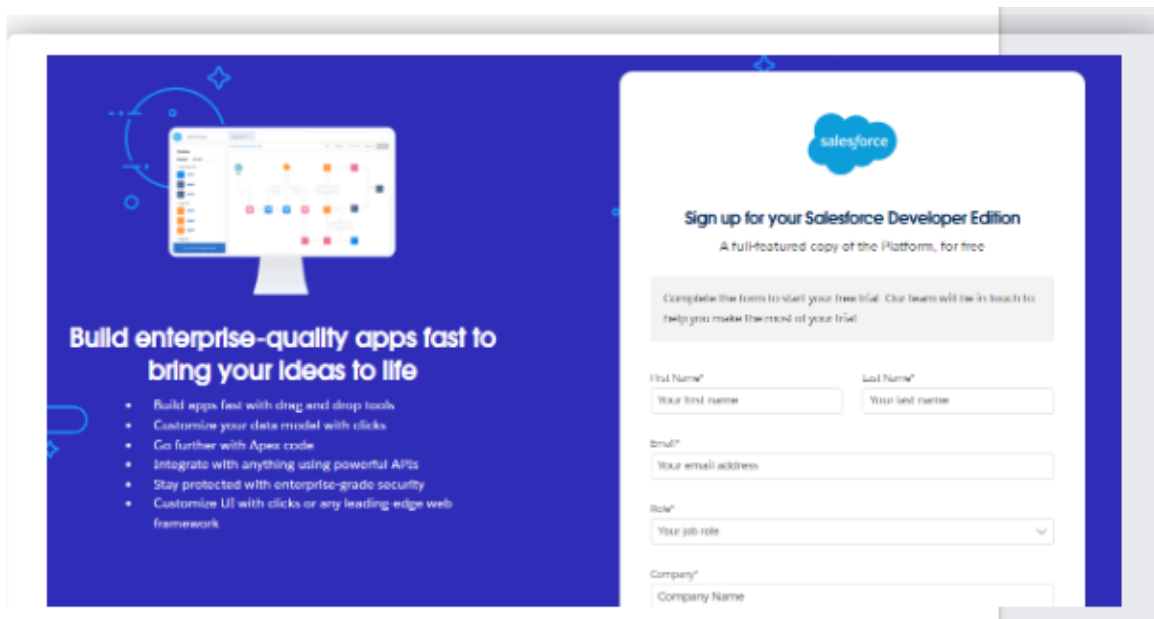 Build enterprise-quality apps fast to
bring your ideas to life
Build apps fast with drag and drop tools
Customize your data model with clicks
Go further with Apex code
Integrate with anything using powerful APIs
Stay protected with enterprise-grade security
Customize UI with clicks or any leading-edge web
framework
salesforce
Sign up for your Salesforce Developer Edition
A full-featured copy of the Platform, for free
Complete the form to start your free trial. Our team will be in touch to
help you make the most of your trial.
First Name* Last Name*
Your first name Your last name
Email*
Your email address
Role*
Your job role
Company*
Company Name